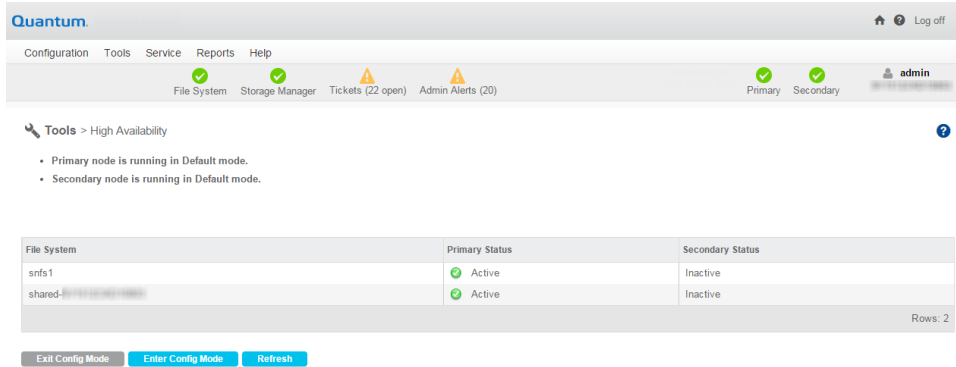 Quantum.
Log off
Configuration Tools Service Reports Help
File System Storage Manager Tickets (22 open) Admin Alerts (20) Primary Secondary admin
Tools > High Availability
• Primary node is running in Default mode.
• Secondary node is running in Default mode.
File System Primary Status Secondary Status
snfs1 Active Inactive
shared- Active Inactive
Rows: 2
Exit Config Mode Enter Config Mode Refresh